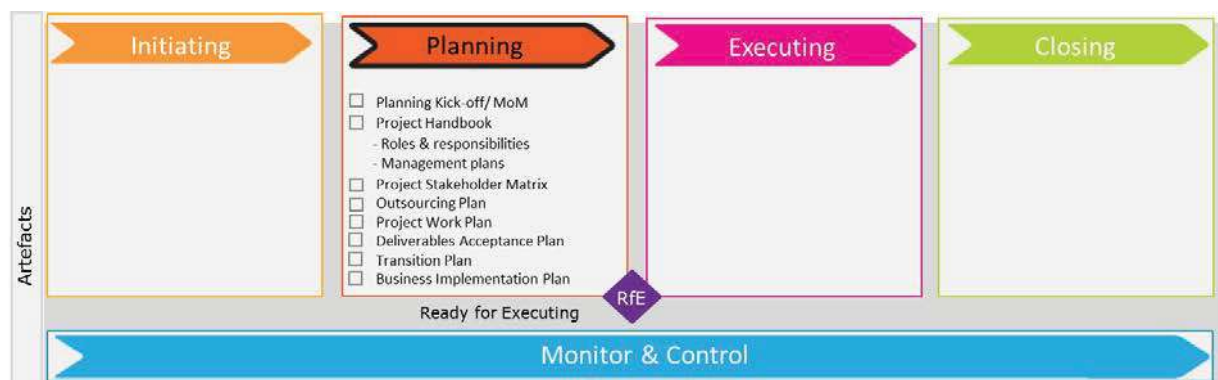 Initiating
Planning
Executing
Closing
Planning Kick-off/ MoM
Project Handbook
- Roles & responsibilities
- Management plans
Project Stakeholder Matrix
Outsourcing Plan
Project Work Plan
Deliverables Acceptance Plan
Transition Plan
Business Implementation Plan
Artefacts
RfE
Ready for Executing
Monitor & Control